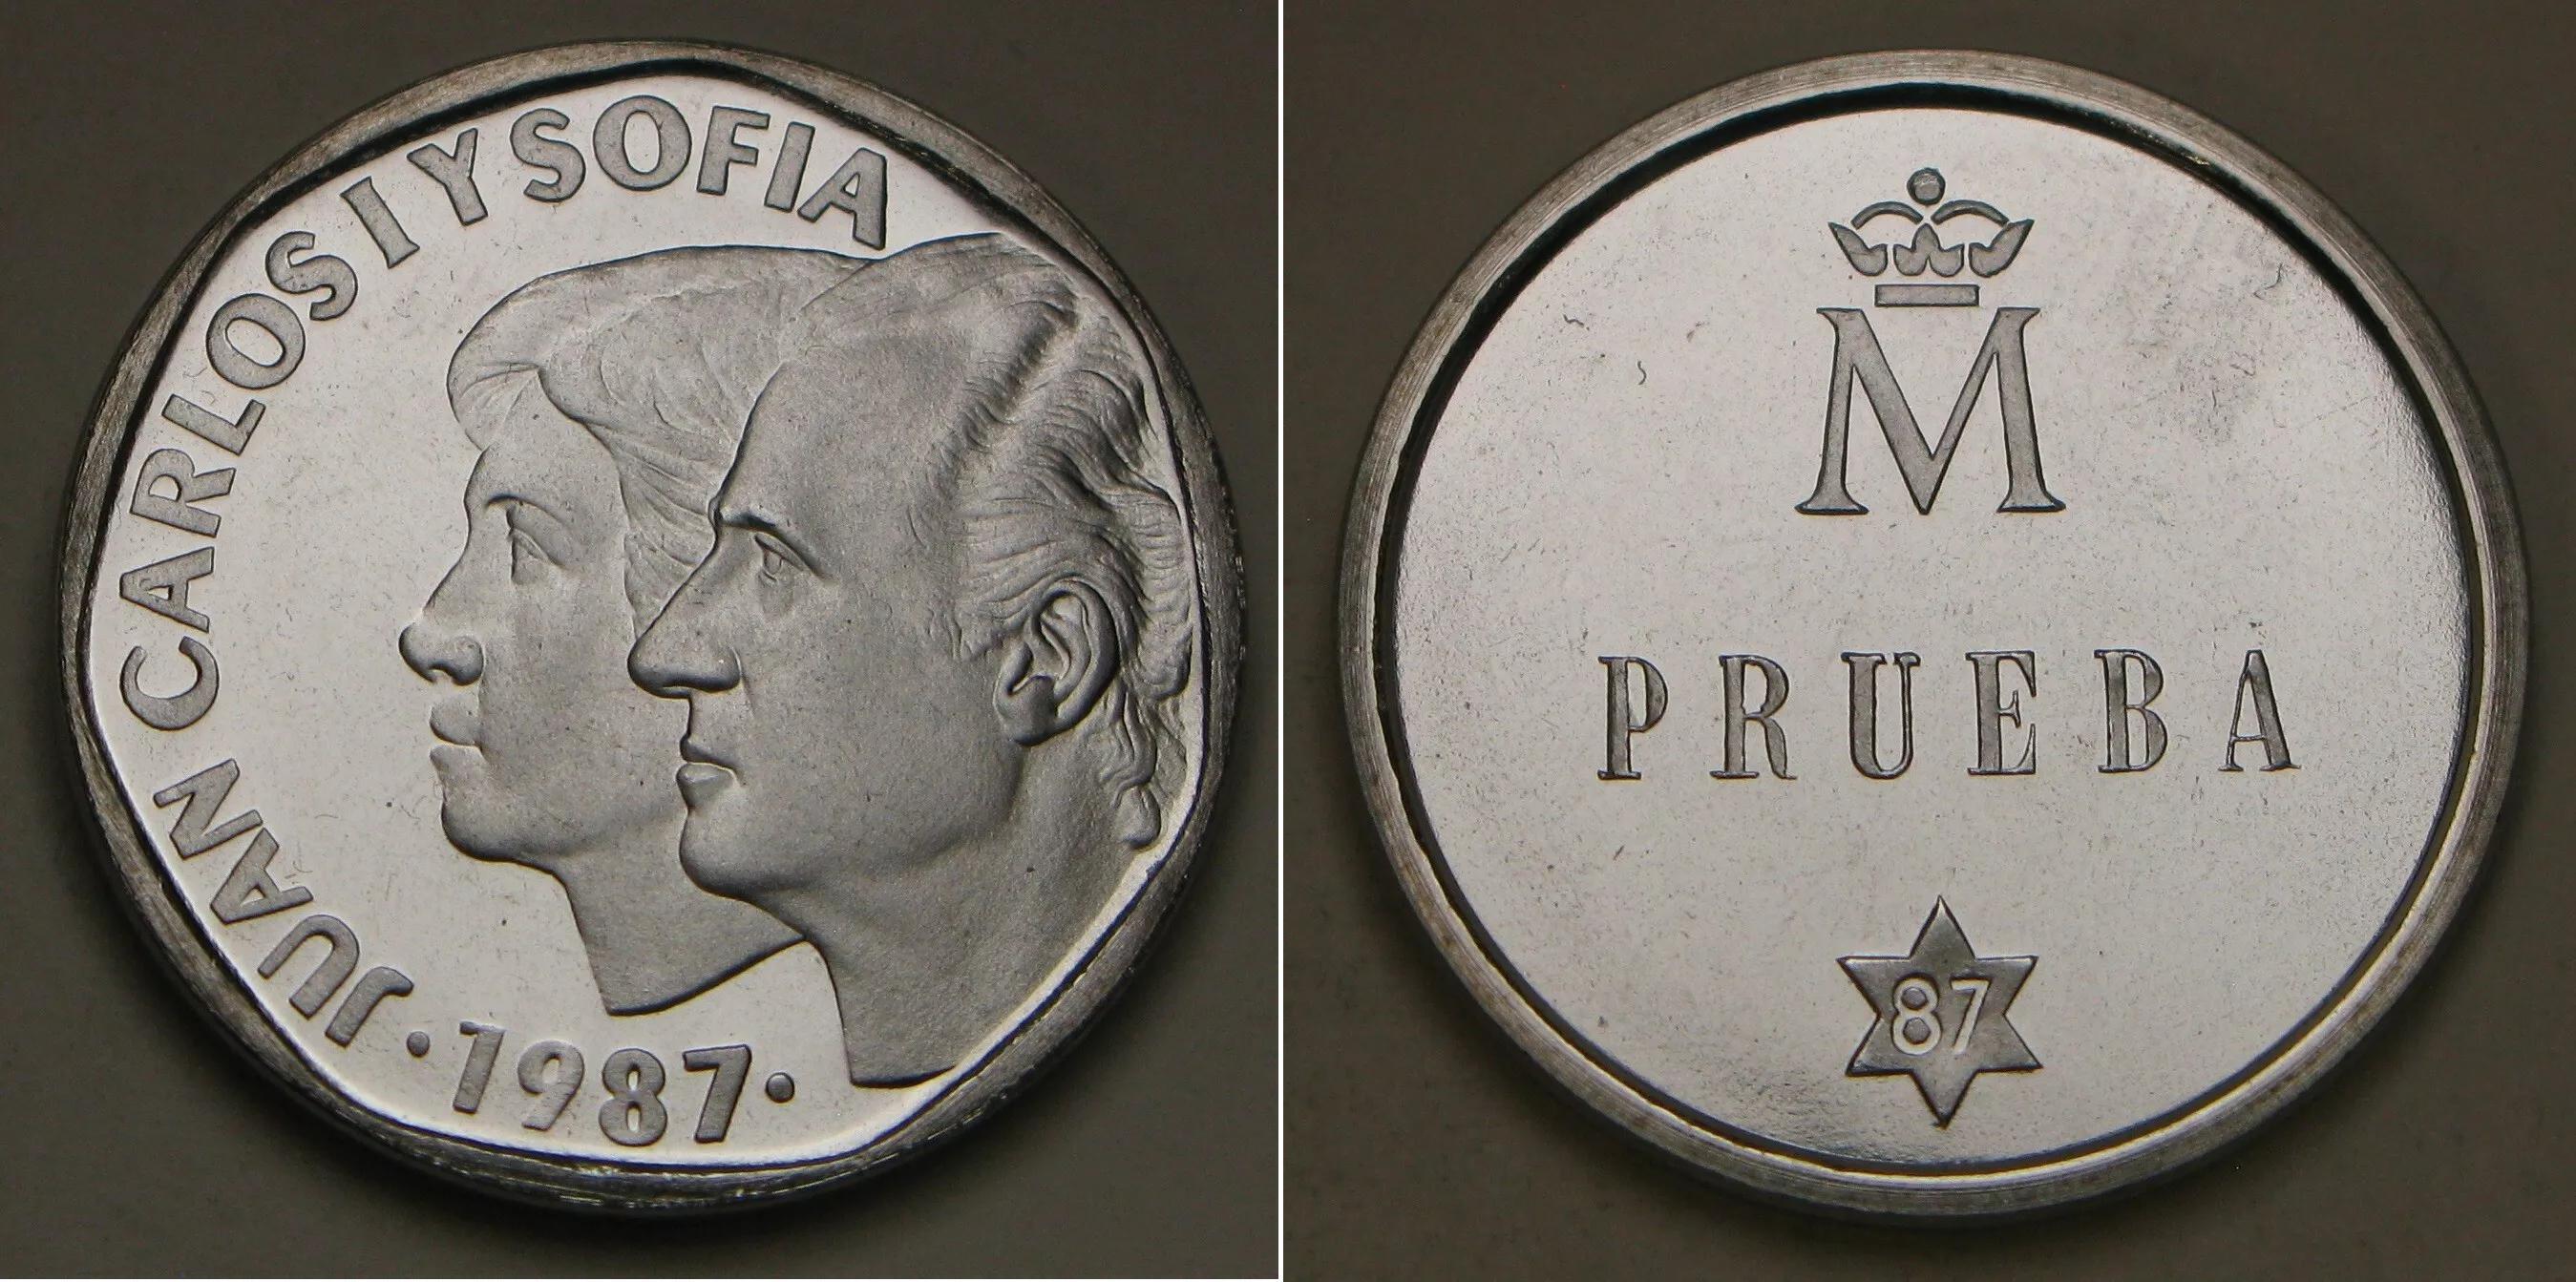 JUAN CARLOS I Y SOFIA
· 1987 ·
M
PRUEBA
87